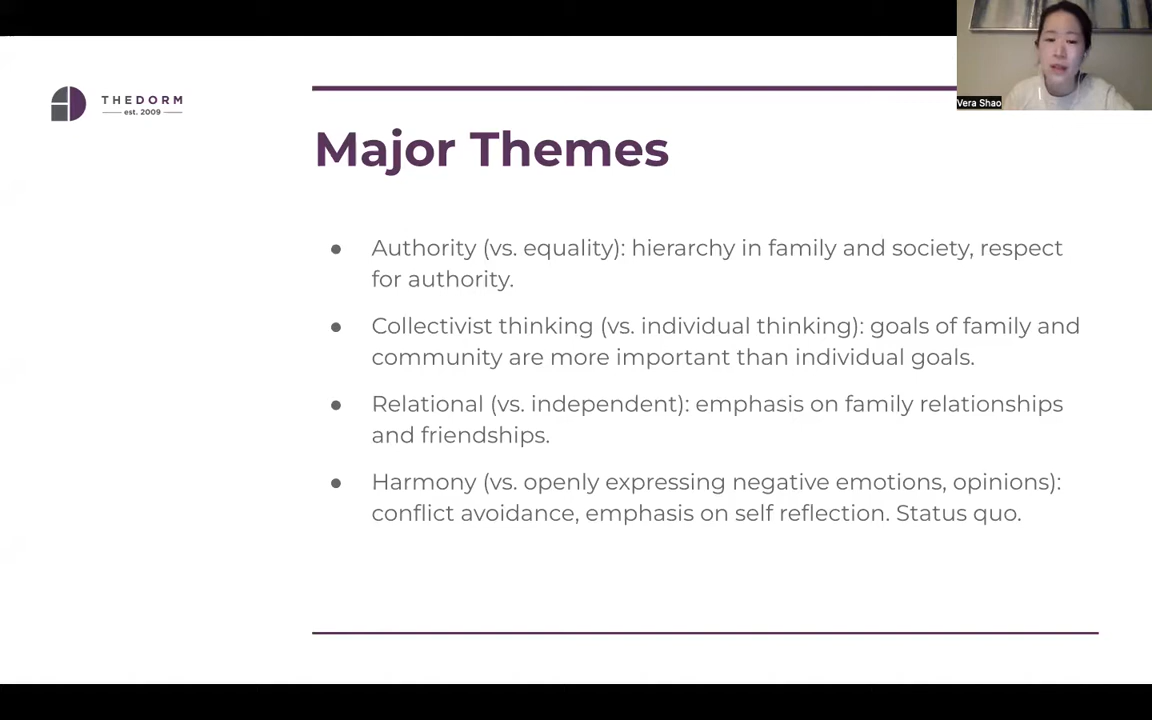 THEDORM
est. 2009
Vera Shao
Major Themes
● Authority (vs. equality): hierarchy in family and society, respect
for authority.
● Collectivist thinking (vs. individual thinking): goals of family and
community are more important than individual goals.
● Relational (vs. independent): emphasis on family relationships
and friendships.
● Harmony (vs. openly expressing negative emotions, opinions):
conflict avoidance, emphasis on self reflection. Status quo.